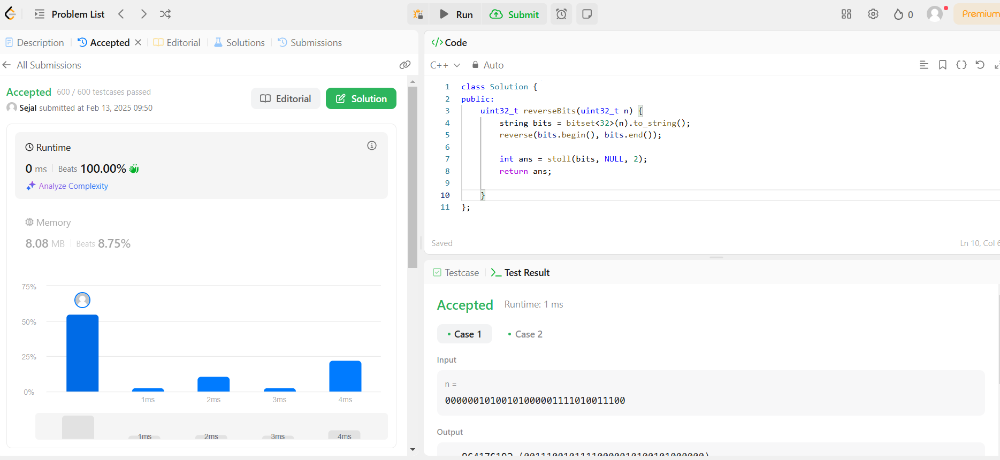 Problem List
Run
Submit
0
Premium
Description
Accepted
Editorial
Solutions
Submissions
All Submissions
Accepted 600 / 600 testcases passed
Sejal submitted at Feb 13, 2025 09:50
Editorial
Solution
Runtime
0 ms Beats 100.00%
Analyze Complexity
Memory
8.08 MB Beats 8.75%
75%
50%
25%
0%
1ms 2ms 3ms 4ms
1ms 2ms 3ms 4ms
</> Code
C++ Auto
1 class Solution {
2 public:
3 uint32_t reverseBits(uint32_t n) {
4 string bits = bitset<32>(n).to_string();
5 reverse(bits.begin(), bits.end());
6
7 int ans = stoll(bits, NULL, 2);
8 return ans;
9
10 }
11 };
Saved
Ln 10, Col 6
Testcase
Test Result
Accepted Runtime: 1 ms
• Case 1 • Case 2
Input
n =
00000010100101000001111010011100
Output
964176192 (00111001011110000010100101000000)